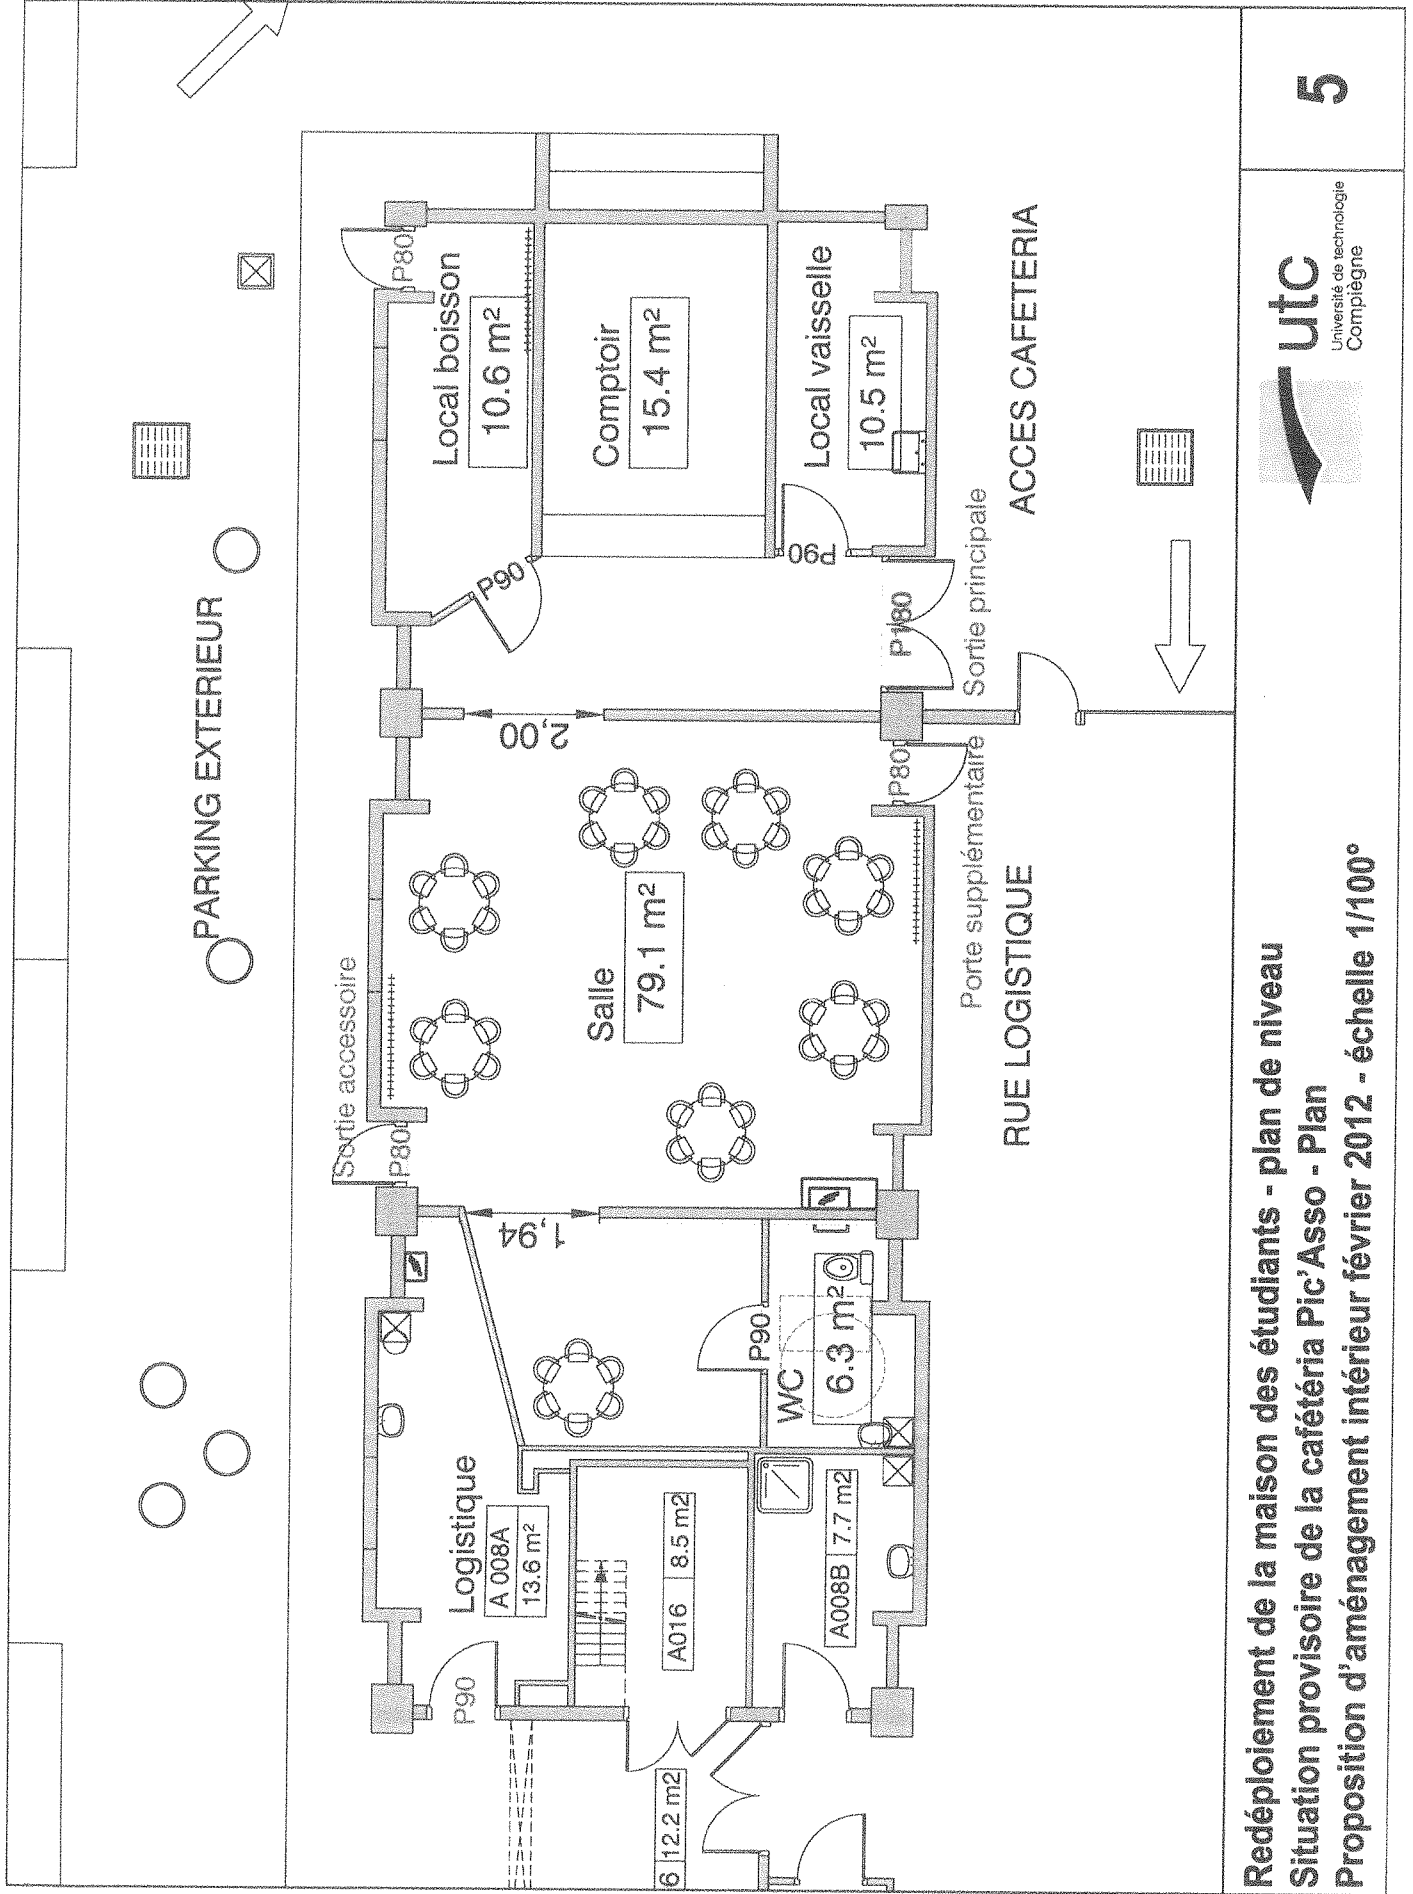 PARKING EXTERIEUR
Sortie accessoire
P80
P80
Local boisson
10.6 m²
P90
Comptoir
15.4 m²
Local vaisselle
10.5 m²
P90
P180
Sortie principale
ACCES CAFETERIA
2,00
Salle
79.1 m²
P80
Porte supplémentaire
RUE LOGISTIQUE
1,94
P90
WC
6.3 m²
Logistique
A 008A
13.6 m²
P90
A016 8.5 m2
A008B 7.7 m2
6 12.2 m2
Redéploiement de la maison des étudiants - plan de niveau
Situation provisoire de la cafétéria Pic'Asso - Plan
Proposition d'aménagement intérieur février 2012 - échelle 1/100°
utc
Université de technologie
Compiègne
5